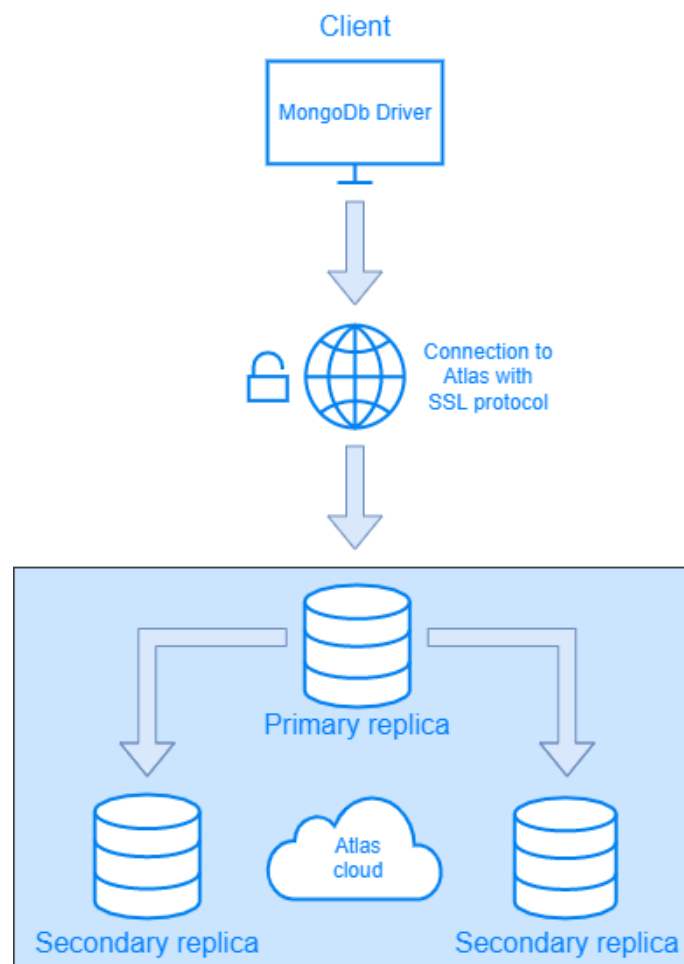 Client
MongoDb Driver
Connection to
Atlas with
SSL protocol
Primary replica
Atlas
cloud
Secondary replica
Secondary replica